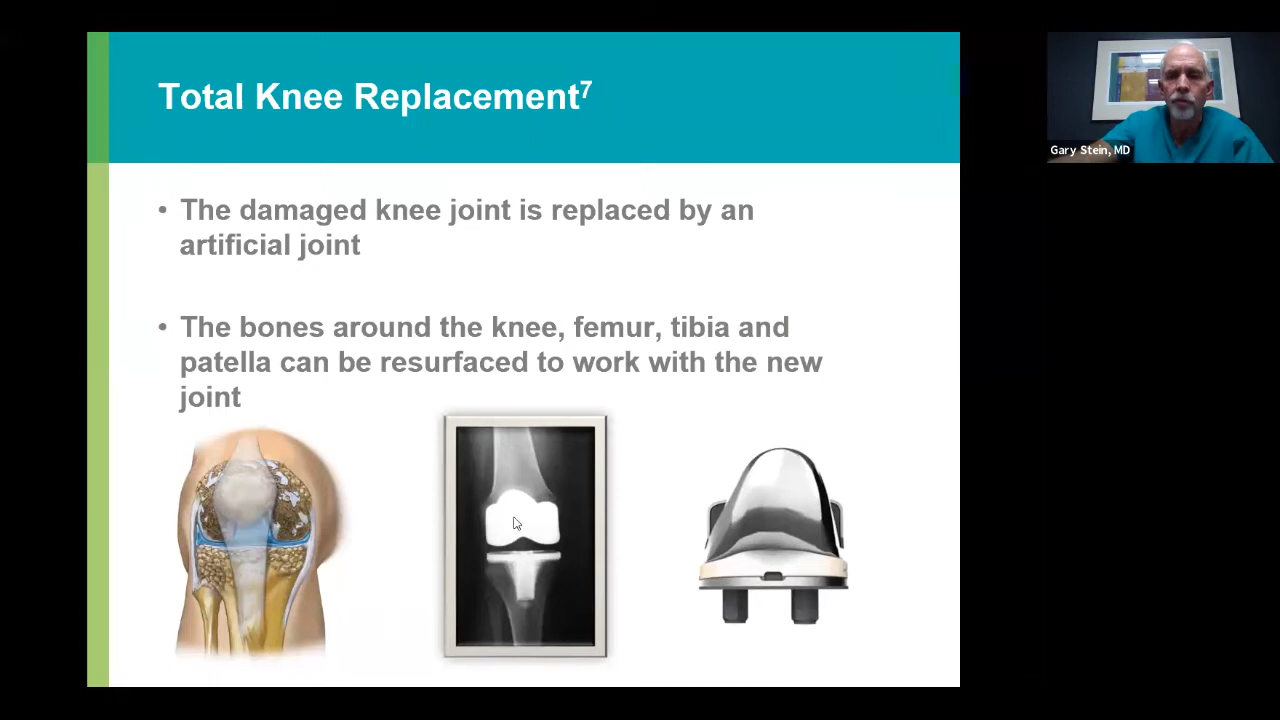 Total Knee Replacement⁷
• The damaged knee joint is replaced by an
artificial joint
• The bones around the knee, femur, tibia and
patella can be resurfaced to work with the new
joint
Gary Stein, MD